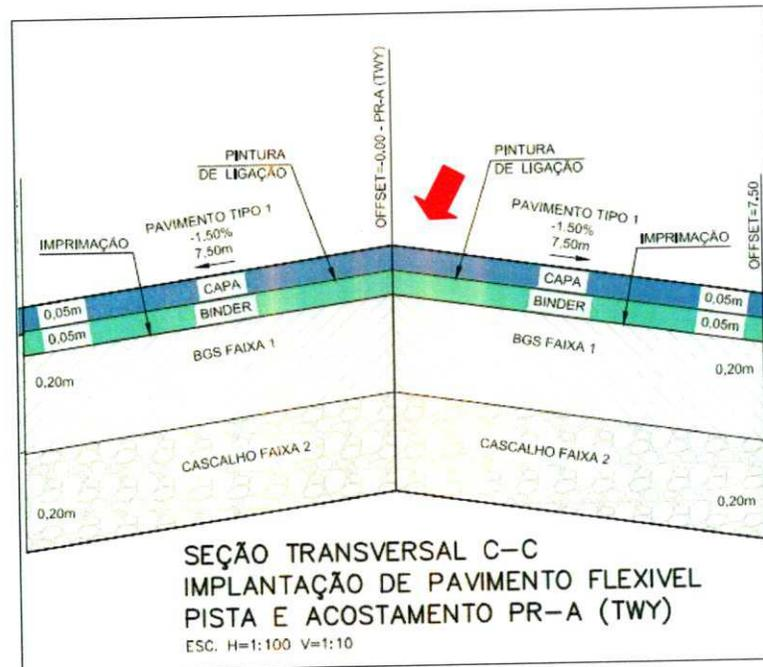 OFFSET=-0.00 - PR-A (TWY)
OFFSET=7.50
PINTURA
DE LIGAÇÃO
PINTURA
DE LIGAÇÃO
PAVIMENTO TIPO 1
-1.50%
7,50m
PAVIMENTO TIPO 1
-1.50%
7,50m
IMPRIMAÇÃO
IMPRIMAÇÃO
0,05m
CAPA
CAPA
0,05m
0,05m
BINDER
BINDER
0,05m
BGS FAIXA 1
BGS FAIXA 1
0,20m
0,20m
CASCALHO FAIXA 2
CASCALHO FAIXA 2
0,20m
0,20m
SEÇÃO TRANSVERSAL C-C
IMPLANTAÇÃO DE PAVIMENTO FLEXIVEL
PISTA E ACOSTAMENTO PR-A (TWY)
ESC. H=1:100 V=1:10